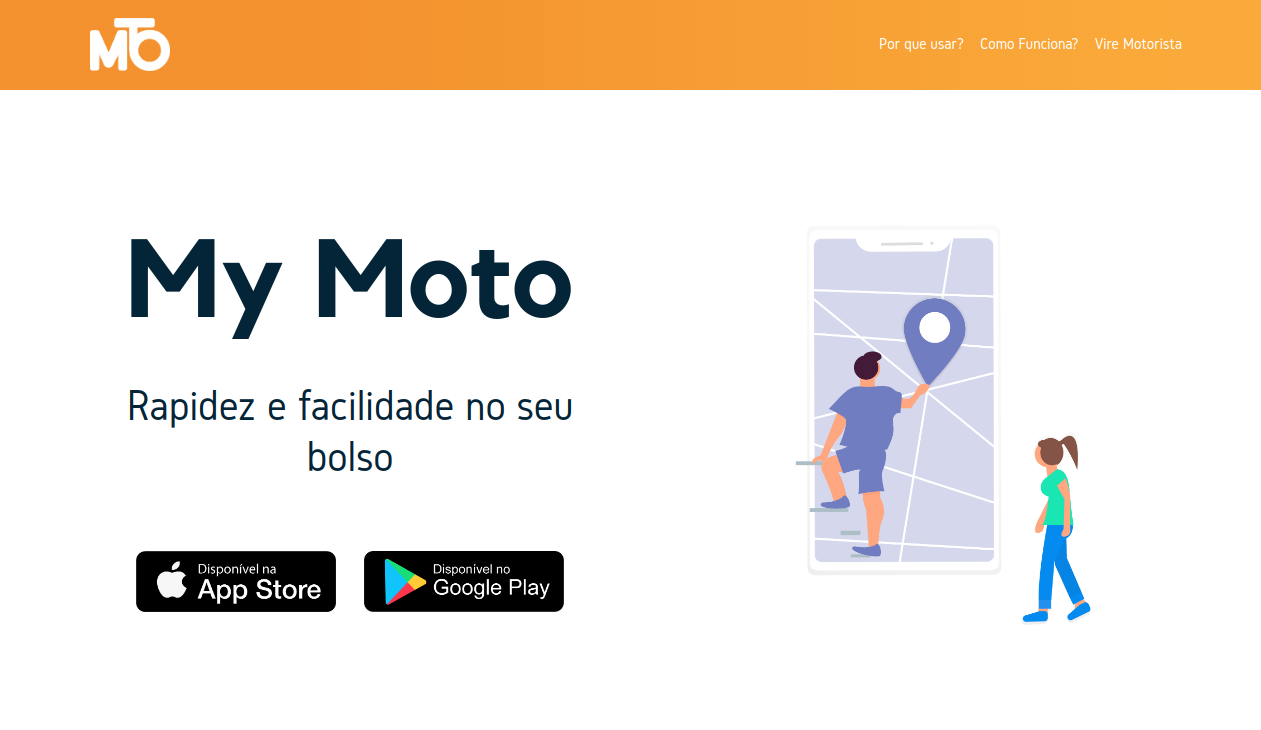 MTO
Por que usar? Como Funciona? Vire Motorista
My Moto
Rapidez e facilidade no seu
bolso
Disponível na
App Store
Disponível no
Google Play